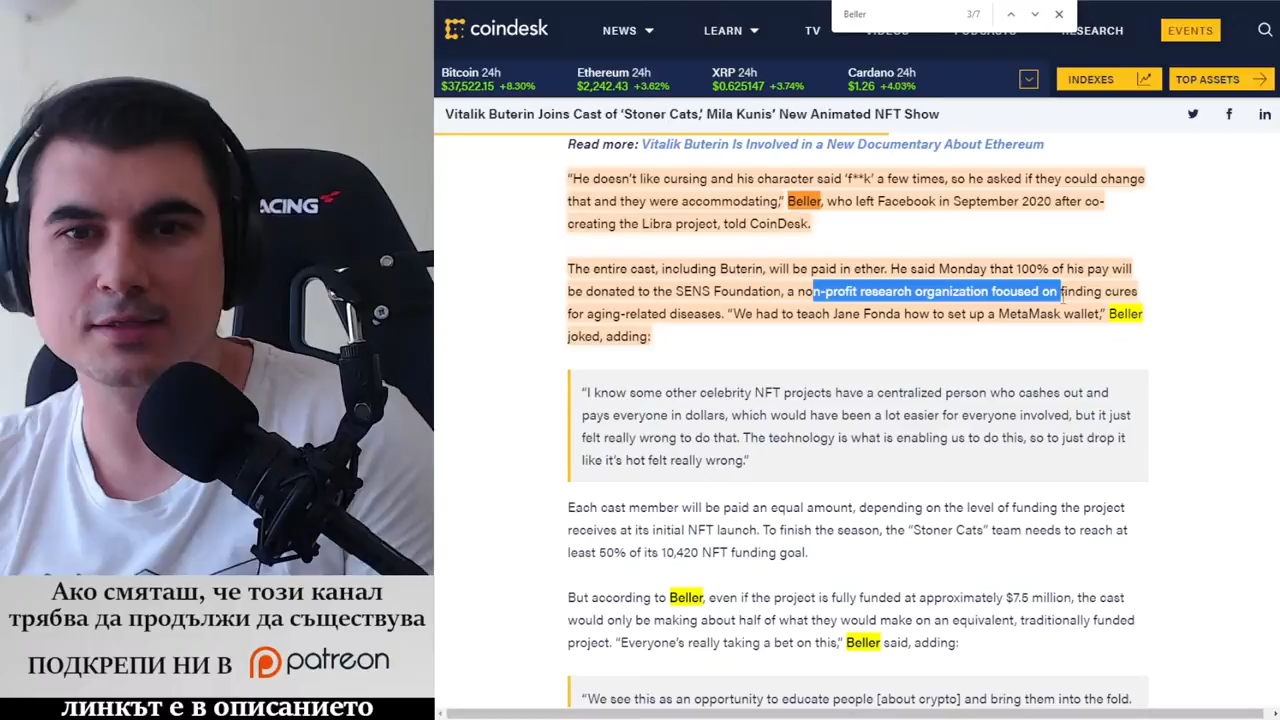 Beller
3/7
coindesk
NEWS
LEARN
TV
RESEARCH
EVENTS
Bitcoin 24h
$37,522.15 +8.30%
Ethereum 24h
$2,242.43 +3.62%
XRP 24h
$0.625147 +3.74%
Cardano 24h
$1.26 +4.03%
INDEXES
TOP ASSETS
Vitalik Buterin Joins Cast of ‘Stoner Cats,’ Mila Kunis’ New Animated NFT Show
Read more: Vitalik Buterin Is Involved in a New Documentary About Ethereum
“He doesn’t like cursing and his character said ‘f**k’ a few times, so he asked if they could change
that and they were accommodating,” Beller, who left Facebook in September 2020 after co-
creating the Libra project, told CoinDesk.
The entire cast, including Buterin, will be paid in ether. He said Monday that 100% of his pay will
be donated to the SENS Foundation, a non-profit research organization focused on finding cures
for aging-related diseases. “We had to teach Jane Fonda how to set up a MetaMask wallet,” Beller
joked, adding:
“I know some other celebrity NFT projects have a centralized person who cashes out and
pays everyone in dollars, which would have been a lot easier for everyone involved, but it just
felt really wrong to do that. The technology is what is enabling us to do this, so to just drop it
like it’s hot felt really wrong.”
Each cast member will be paid an equal amount, depending on the level of funding the project
receives at its initial NFT launch. To finish the season, the “Stoner Cats” team needs to reach at
least 50% of its 10,420 NFT funding goal.
But according to Beller, even if the project is fully funded at approximately $7.5 million, the cast
would only be making about half of what they would make on an equivalent, traditionally funded
project. “Everyone’s really taking a bet on this,” Beller said, adding:
“We see this as an opportunity to educate people [about crypto] and bring them into the fold.
ACING
Ако смяташ, че този канал
трябва да продължи да съществува
ПОДКРЕПИ НИ В patreon
линкът е в описанието